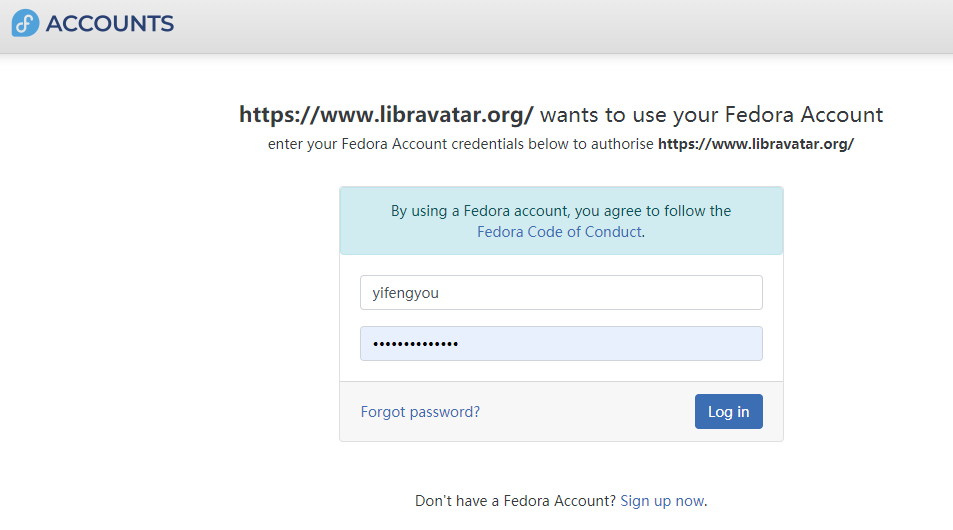 ACCOUNTS
https://www.libravatar.org/ wants to use your Fedora Account
enter your Fedora Account credentials below to authorise https://www.libravatar.org/
By using a Fedora account, you agree to follow the
Fedora Code of Conduct.
yifengyou
••••••••••••••
Forgot password?
Log in
Don't have a Fedora Account? Sign up now.